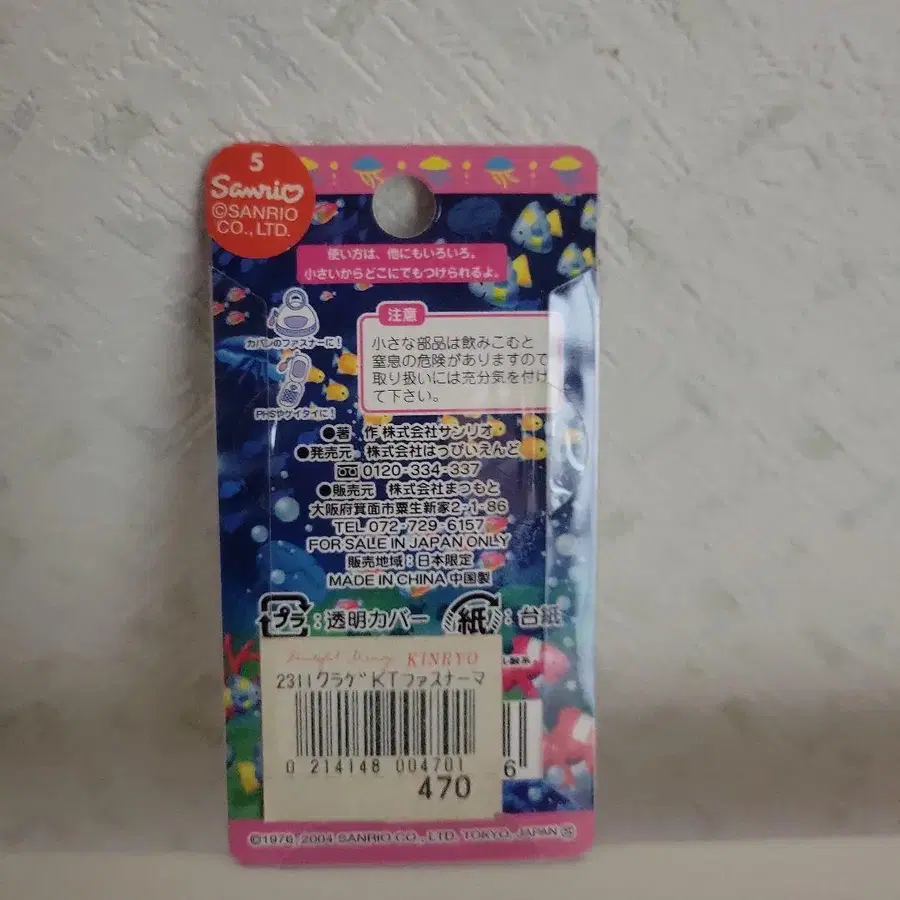 5
Sanrio
©SANRIO
CO.,LTD.
使い方は、他にもいろいろ。
小さいからどこにでもつけられるよ。
カバンのファスナーに!
PHSやケイタイに!
注意
小さな部品は飲みこむと
窒息の危険がありますので
取り扱いには充分気を付け
て下さい。
●著 作 株式会社サンリオ
●発売元 株式会社はっぴいえんど
0120-334-337
●販売元 株式会社まつもと
大阪府箕面市粟生新家2-1-86
TEL.072-729-6157
FOR SALE IN JAPAN ONLY
販売地域:日本限定
MADE IN CHINA 中国製
プラ:透明カバー 紙:台紙
KINRYO
2311クラゲKTファスナーマ
0 214148 004701
6
470
©1976, 2004 SANRIO CO., LTD. TOKYO, JAPAN